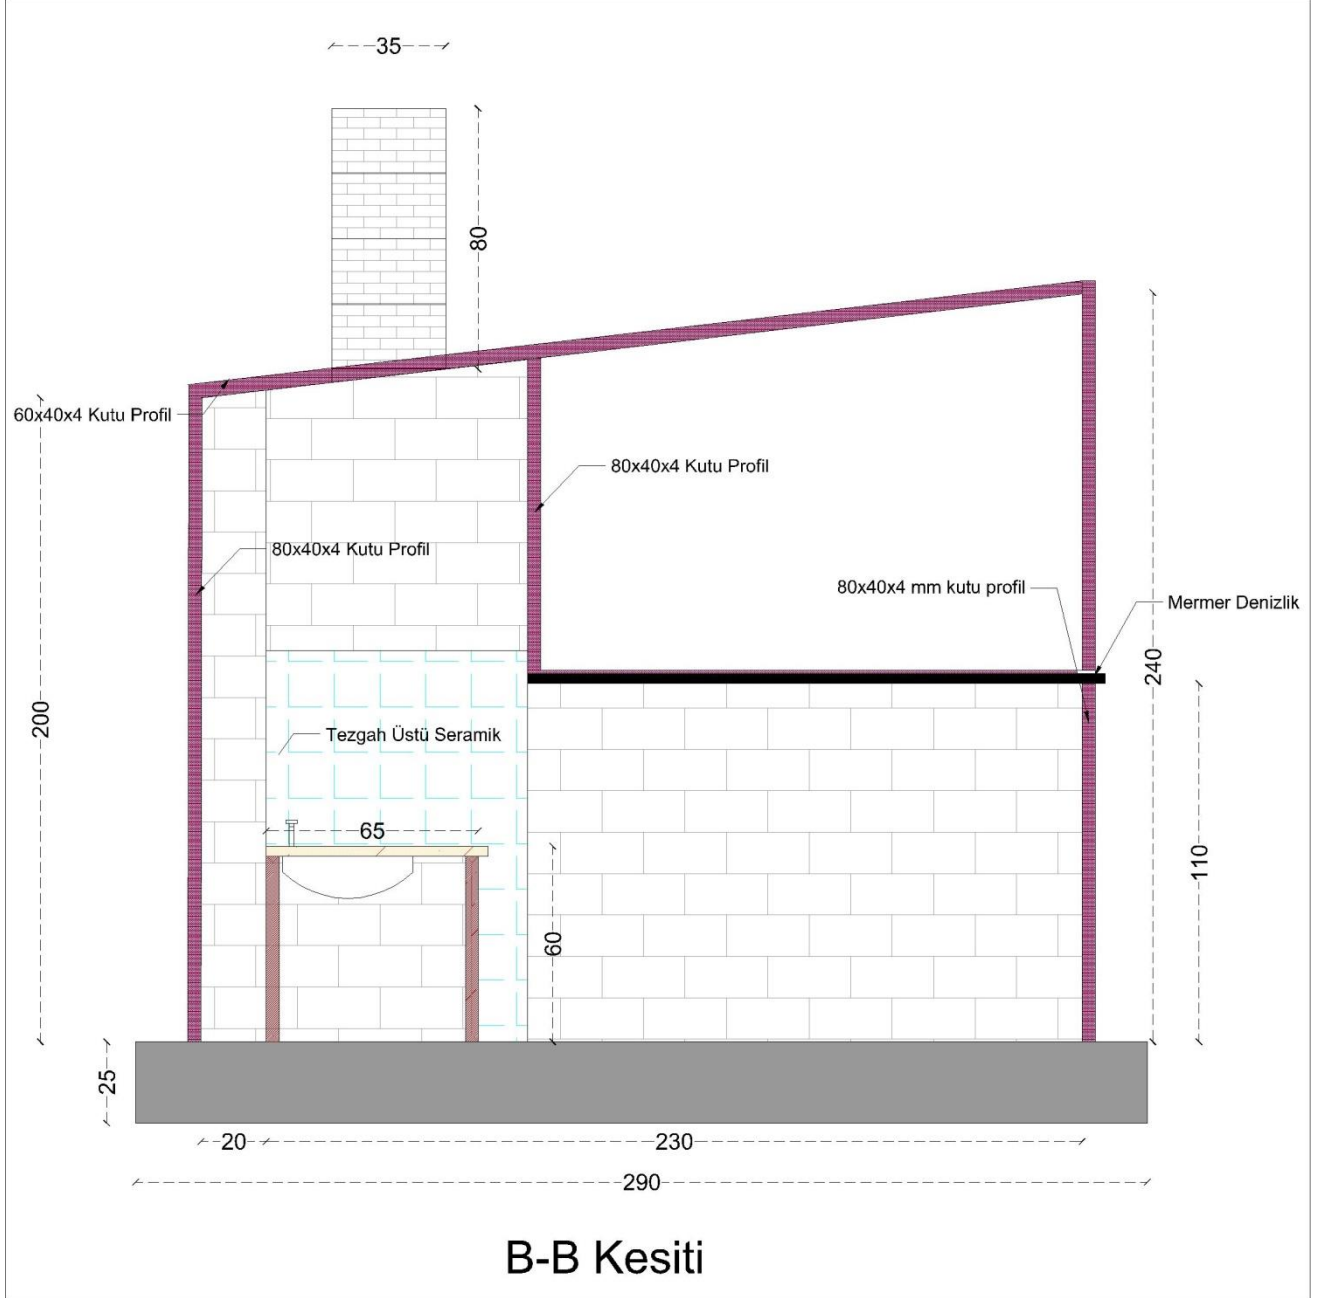 35
80
60x40x4 Kutu Profil
80x40x4 Kutu Profil
80x40x4 Kutu Profil
80x40x4 mm kutu profil
Mermer Denizlik
240
200
Tezgah Üstü Seramik
65
110
60
25
20
230
290
B-B Kesiti